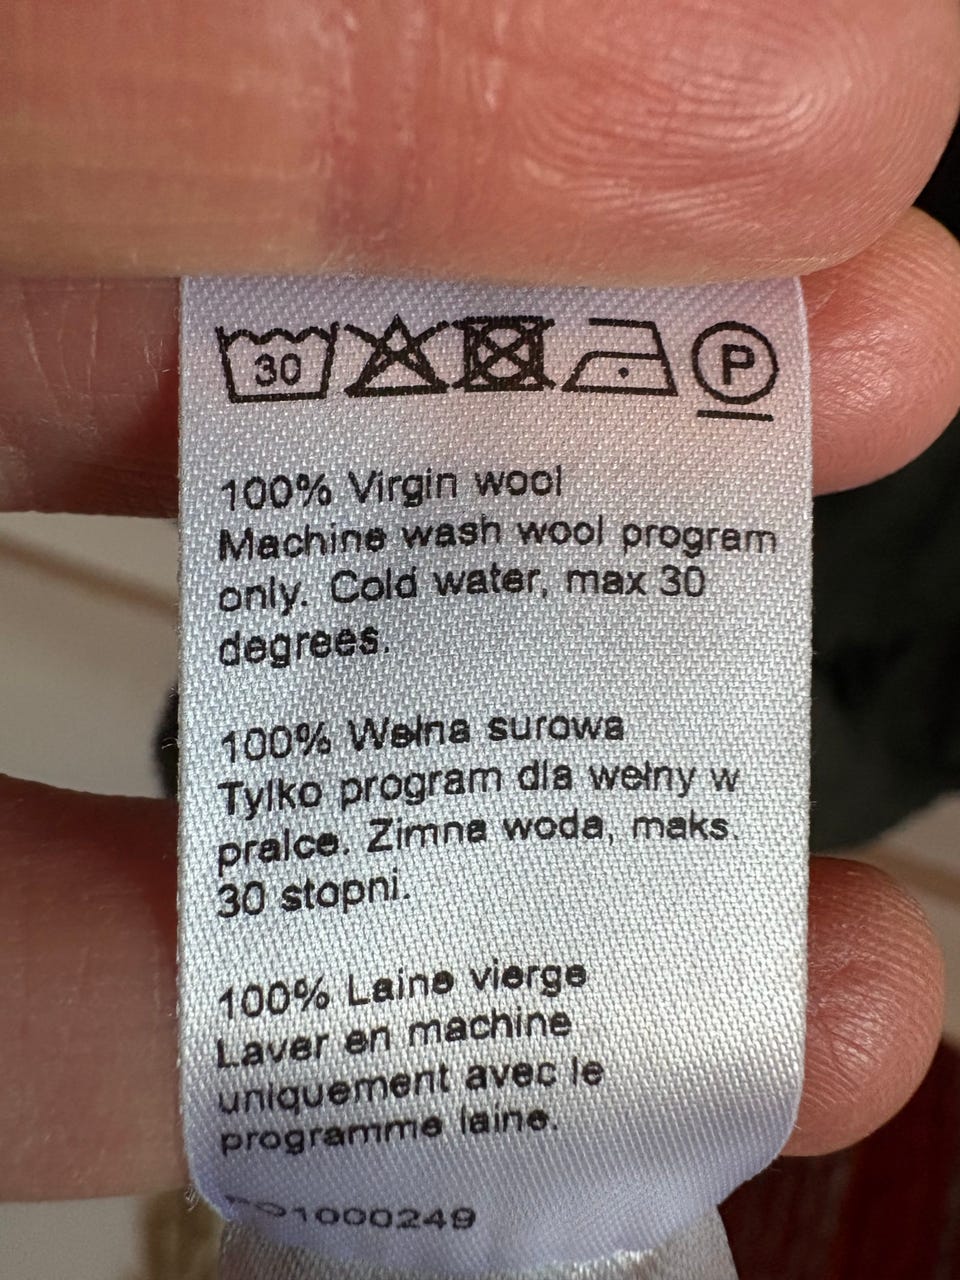 30
P
100% Virgin wool
Machine wash wool program
only. Cold water, max 30
degrees.
100% Wełna surowa
Tylko program dla wełny w
pralce. Zimna woda, maks.
30 stopni.
100% Laine vierge
Laver en machine
uniquement avec le
programme laine.